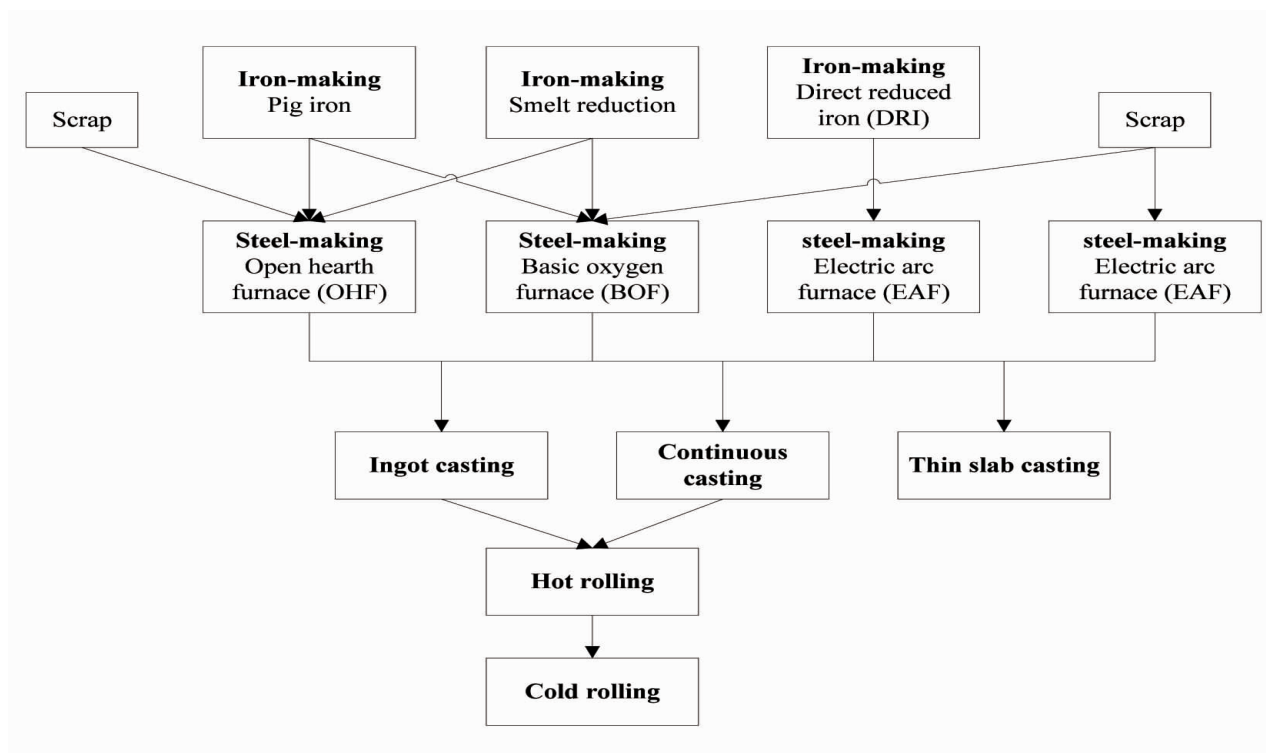 Scrap
Iron-making
Pig iron
Iron-making
Smelt reduction
Iron-making
Direct reduced
iron (DRI)
Scrap
Steel-making
Open hearth
furnace (OHF)
Steel-making
Basic oxygen
furnace (BOF)
steel-making
Electric arc
furnace (EAF)
steel-making
Electric arc
furnace (EAF)
Ingot casting
Continuous
casting
Thin slab casting
Hot rolling
Cold rolling